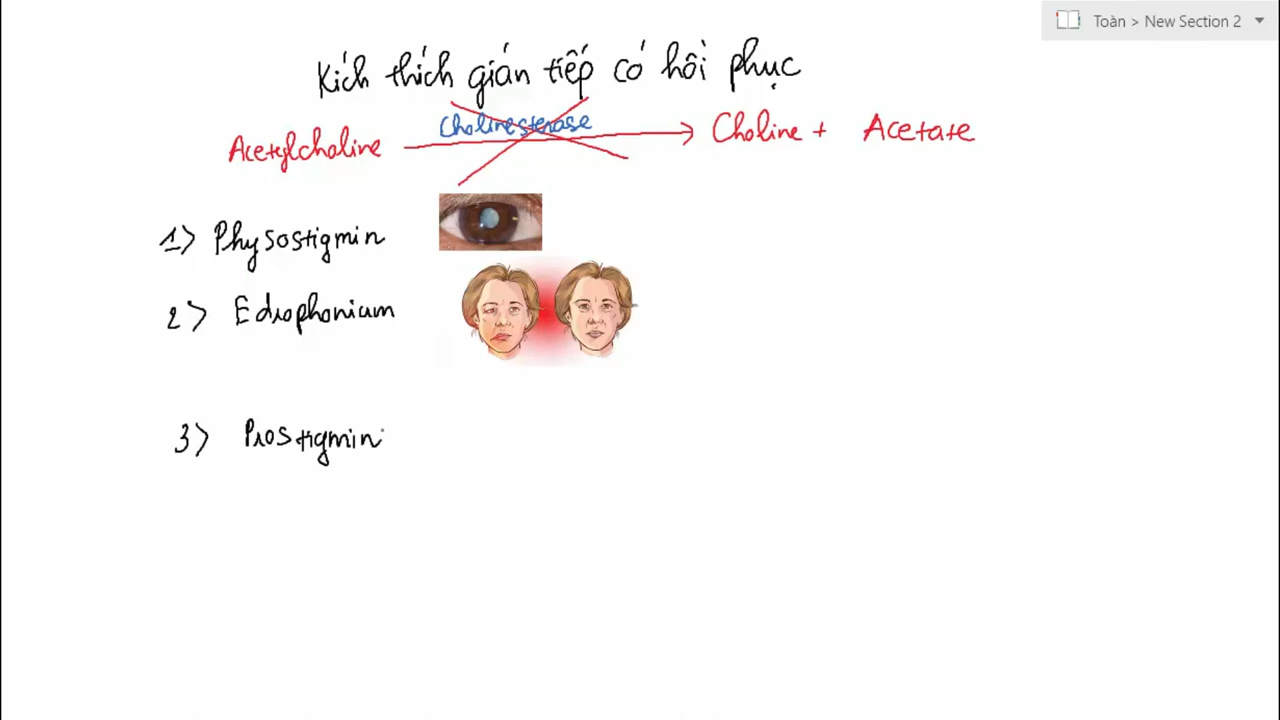 Toàn > New Section 2
Kích thích gián tiếp có hồi phục
Cholinesterase
Acetylcholine → Choline + Acetate
1> Physostigmin
2> Edrophonium
3> Prostigmin